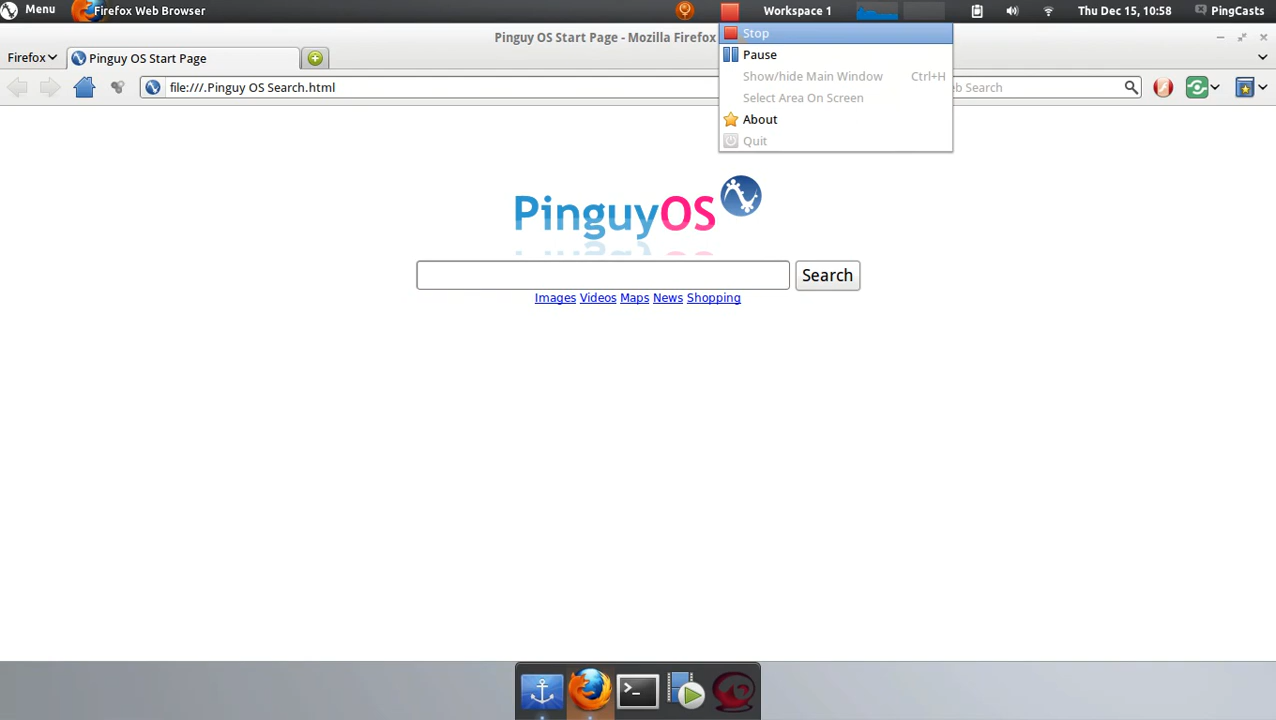 Menu Firefox Web Browser Workspace 1 Thu Dec 15, 10:58 PingCasts
Pinguy OS Start Page - Mozilla Firefox
Stop
Firefox Pinguy OS Start Page
Pause
file:///.Pinguy OS Search.html
Show/hide Main Window Ctrl+H
eb Search
Select Area On Screen
About
Quit
PinguyOS
Search
Images Videos Maps News Shopping
>_